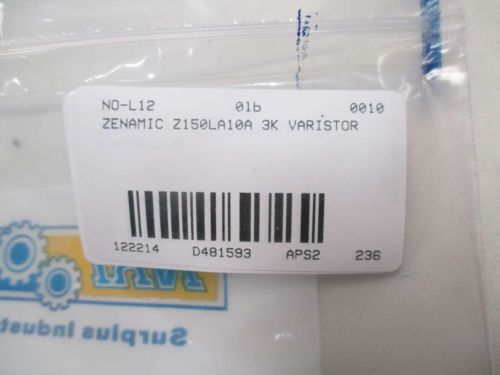 NO-L12 01b 0010
ZENAMIC Z150LA10A 3K VARISTOR
122214 D481593 APS2 236
Surplus Indust